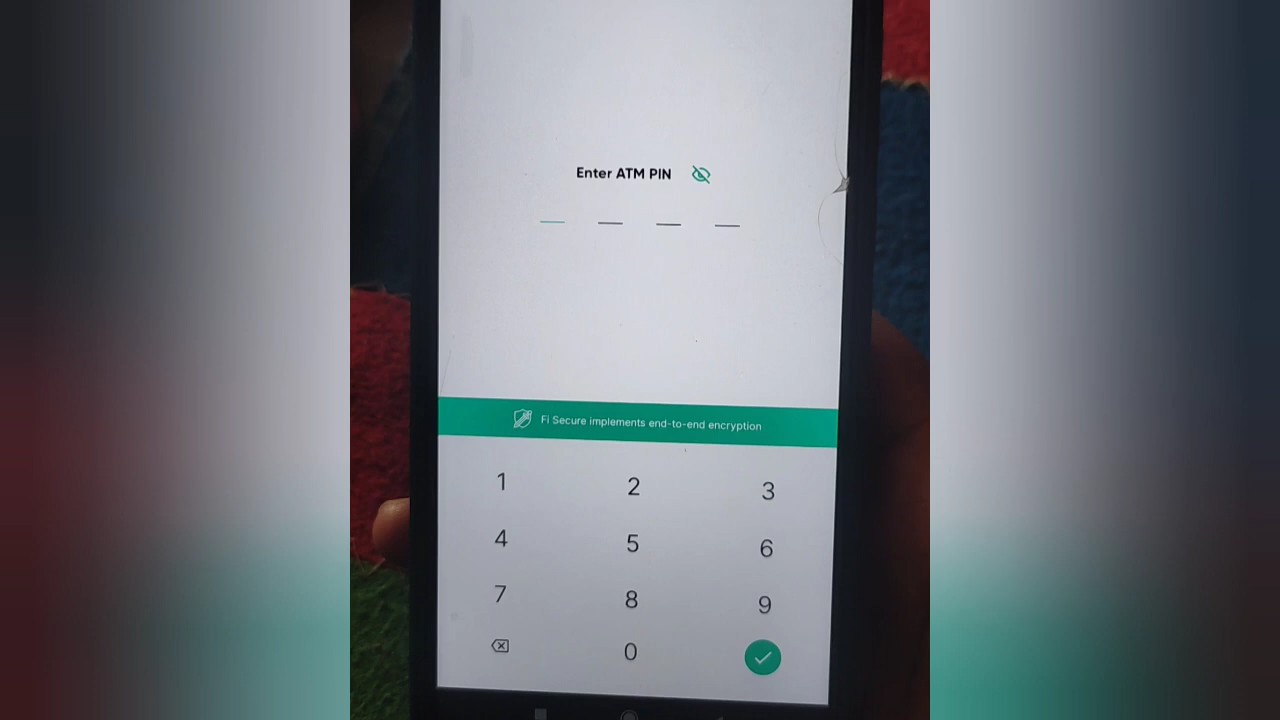 Enter ATM PIN
Fi Secure implements end-to-end encryption
1 2 3
4 5 6
7 8 9
0